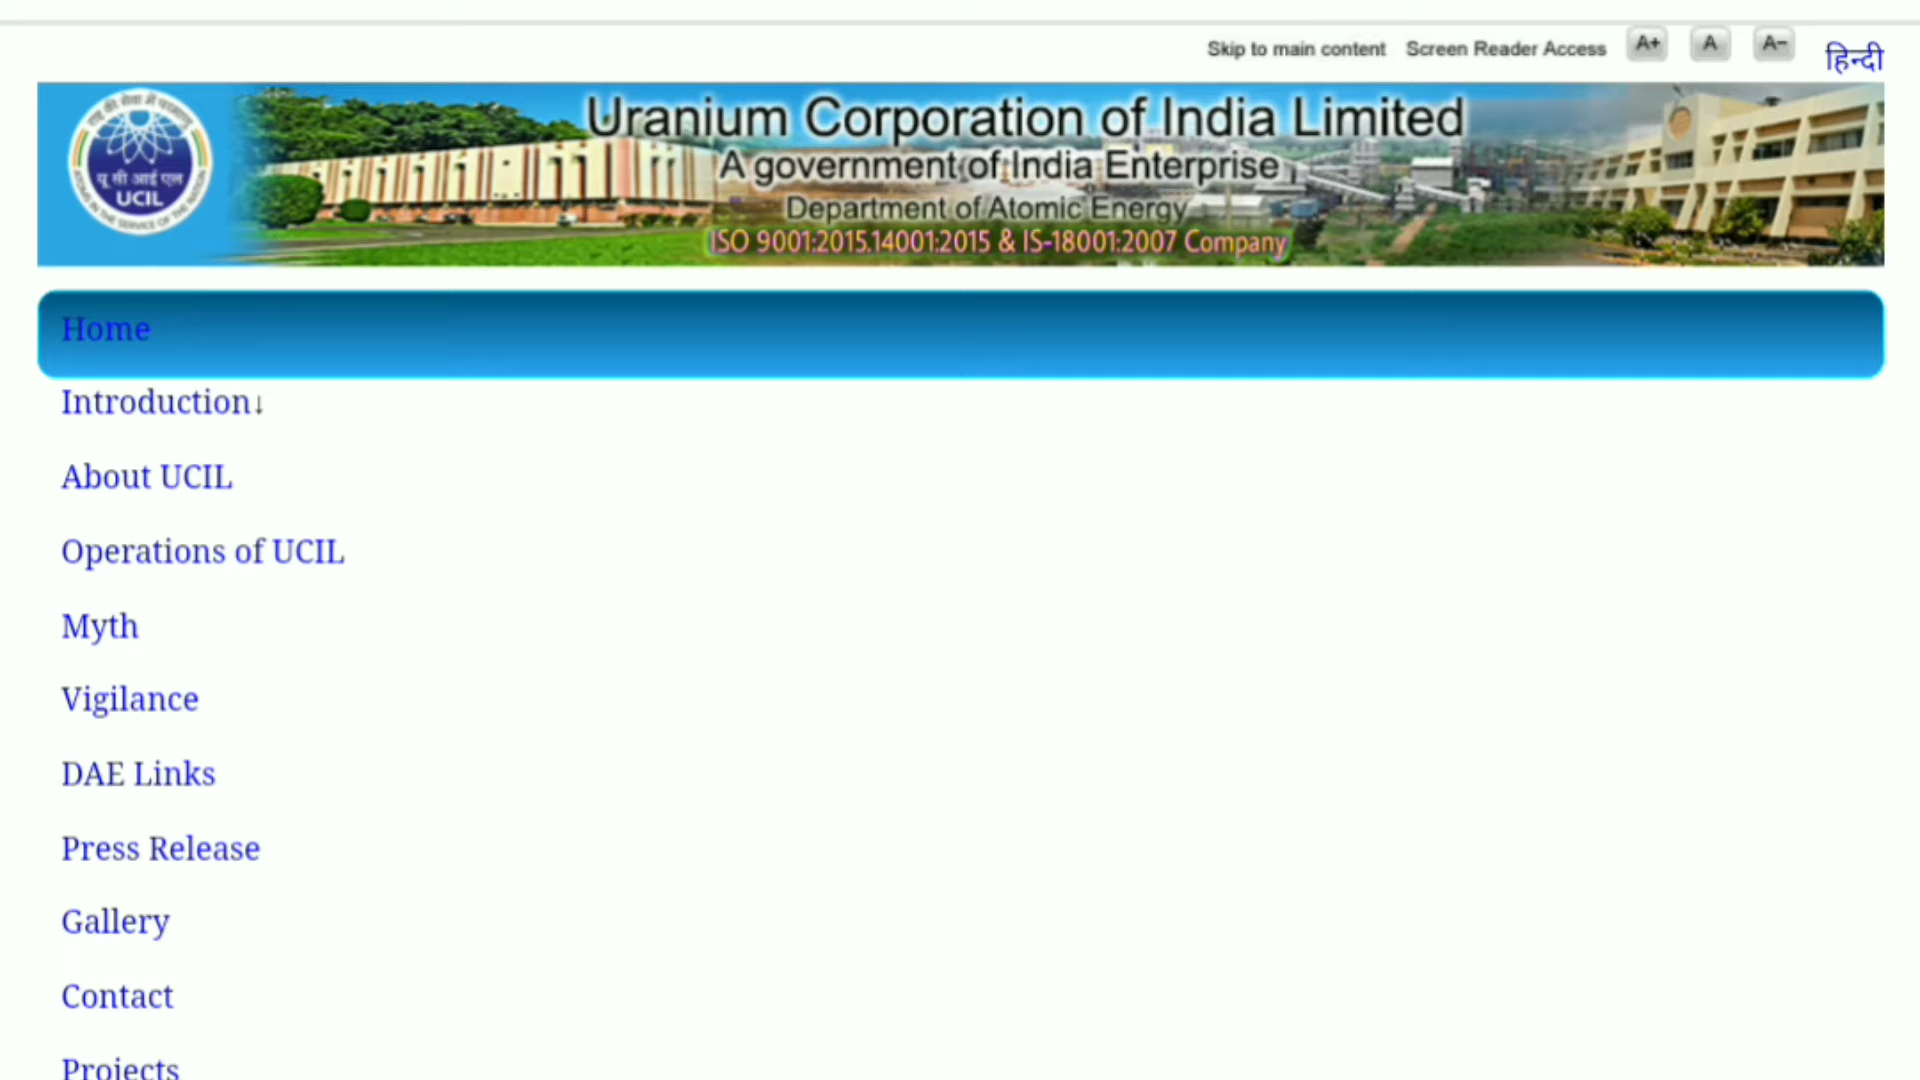 Skip to main content Screen Reader Access A+ A A- हिन्दी
यू सी आई एल
UCIL
Uranium Corporation of India Limited
A government of India Enterprise
Department of Atomic Energy
ISO 9001:2015,14001:2015 & IS-18001:2007 Company
Home
Introduction↓
About UCIL
Operations of UCIL
Myth
Vigilance
DAE Links
Press Release
Gallery
Contact
Projects